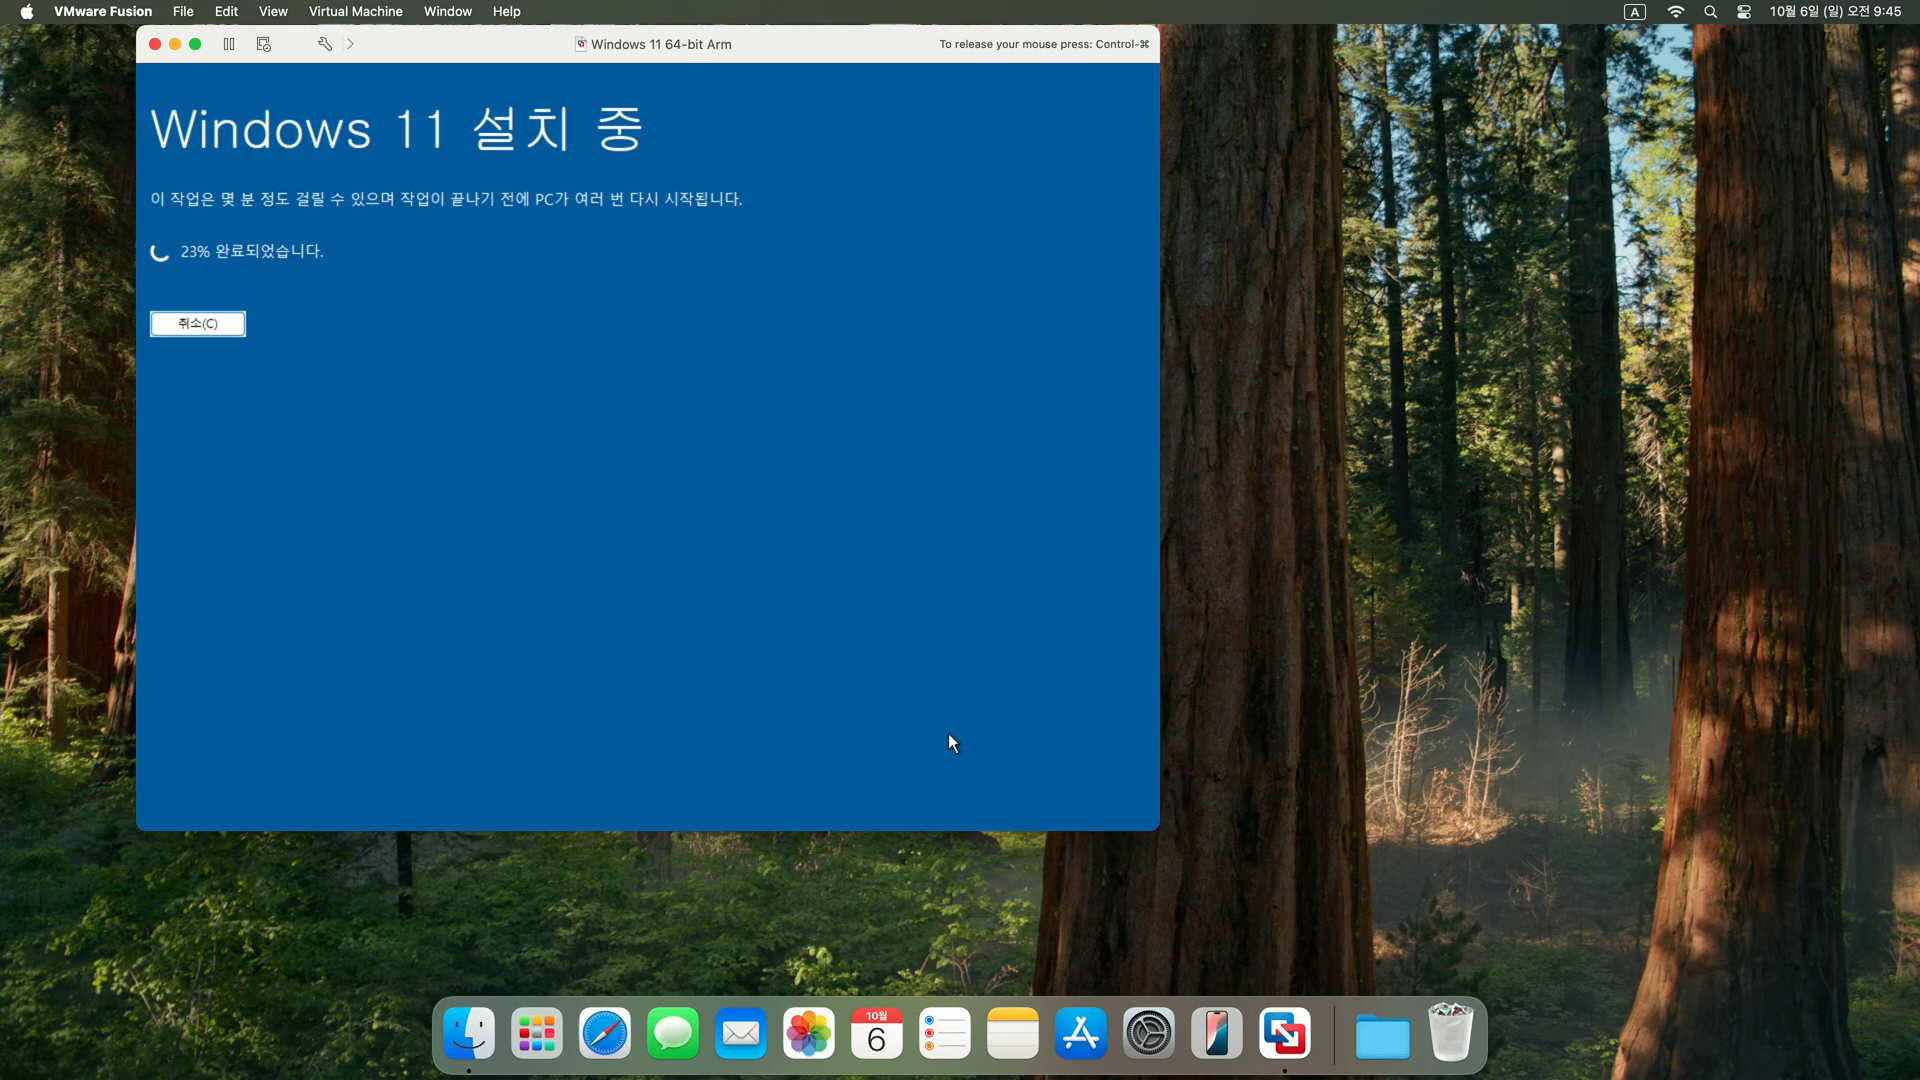 VMware Fusion File Edit View Virtual Machine Window Help A 10월 6일 (일) 오전 9:45
Windows 11 64-bit Arm To release your mouse press: Control-⌘
Windows 11 설치 중
이 작업은 몇 분 정도 걸릴 수 있으며 작업이 끝나기 전에 PC가 여러 번 다시 시작됩니다.
23% 완료되었습니다.
취소(C)
10월
6